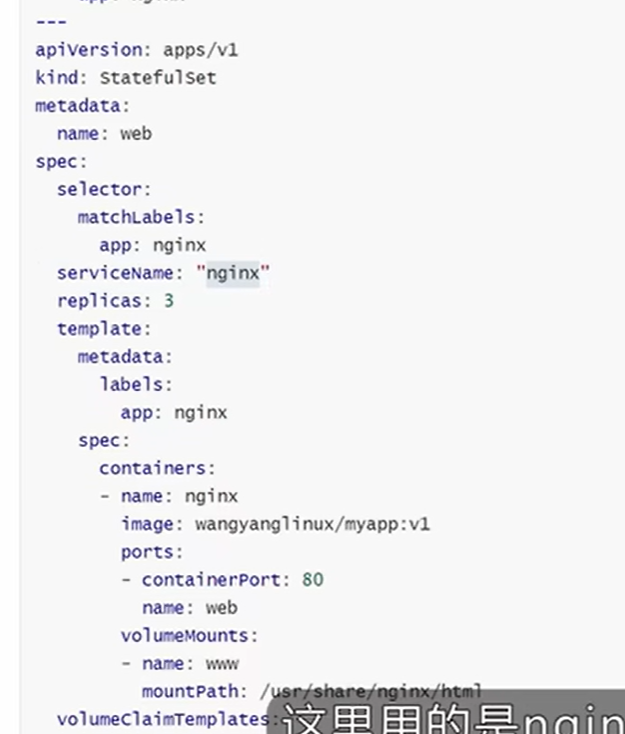 ---
apiVersion: apps/v1
kind: StatefulSet
metadata:
  name: web
spec:
  selector:
    matchLabels:
      app: nginx
  serviceName: "nginx"
  replicas: 3
  template:
    metadata:
      labels:
        app: nginx
    spec:
      containers:
      - name: nginx
        image: wangyanglinux/myapp:v1
        ports:
        - containerPort: 80
          name: web
        volumeMounts:
        - name: www
          mountPath: /usr/share/nginx/html
  volumeClaimTemplates:
这里用的是ngin